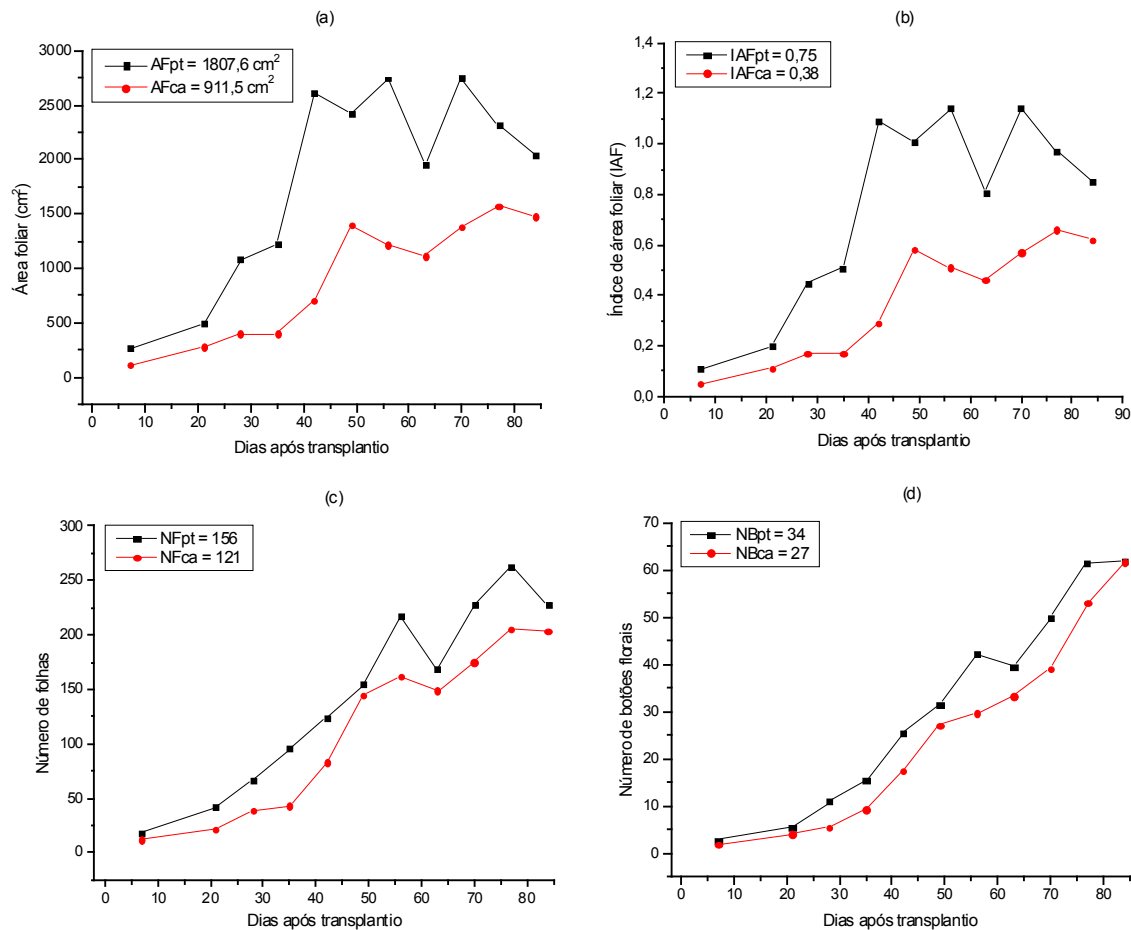 (a)
AFpt = 1807,6 cm²
AFca = 911,5 cm²
3000
2500
2000
1500
1000
500
0
Área foliar (cm²)
0 10 20 30 40 50 60 70 80
Dias após transplantio
(b)
IAFpt = 0,75
IAFca = 0,38
1,4
1,2
1,0
0,8
0,6
0,4
0,2
0,0
Índice de área foliar (IAF)
0 10 20 30 40 50 60 70 80 90
Dias após transplantio
(c)
NFpt = 156
NFca = 121
300
250
200
150
100
50
0
Número de folhas
0 10 20 30 40 50 60 70 80
Dias após transplantio
(d)
NBpt = 34
NBca = 27
70
60
50
40
30
20
10
0
Número de botões florais
0 10 20 30 40 50 60 70 80
Dias após transplantio